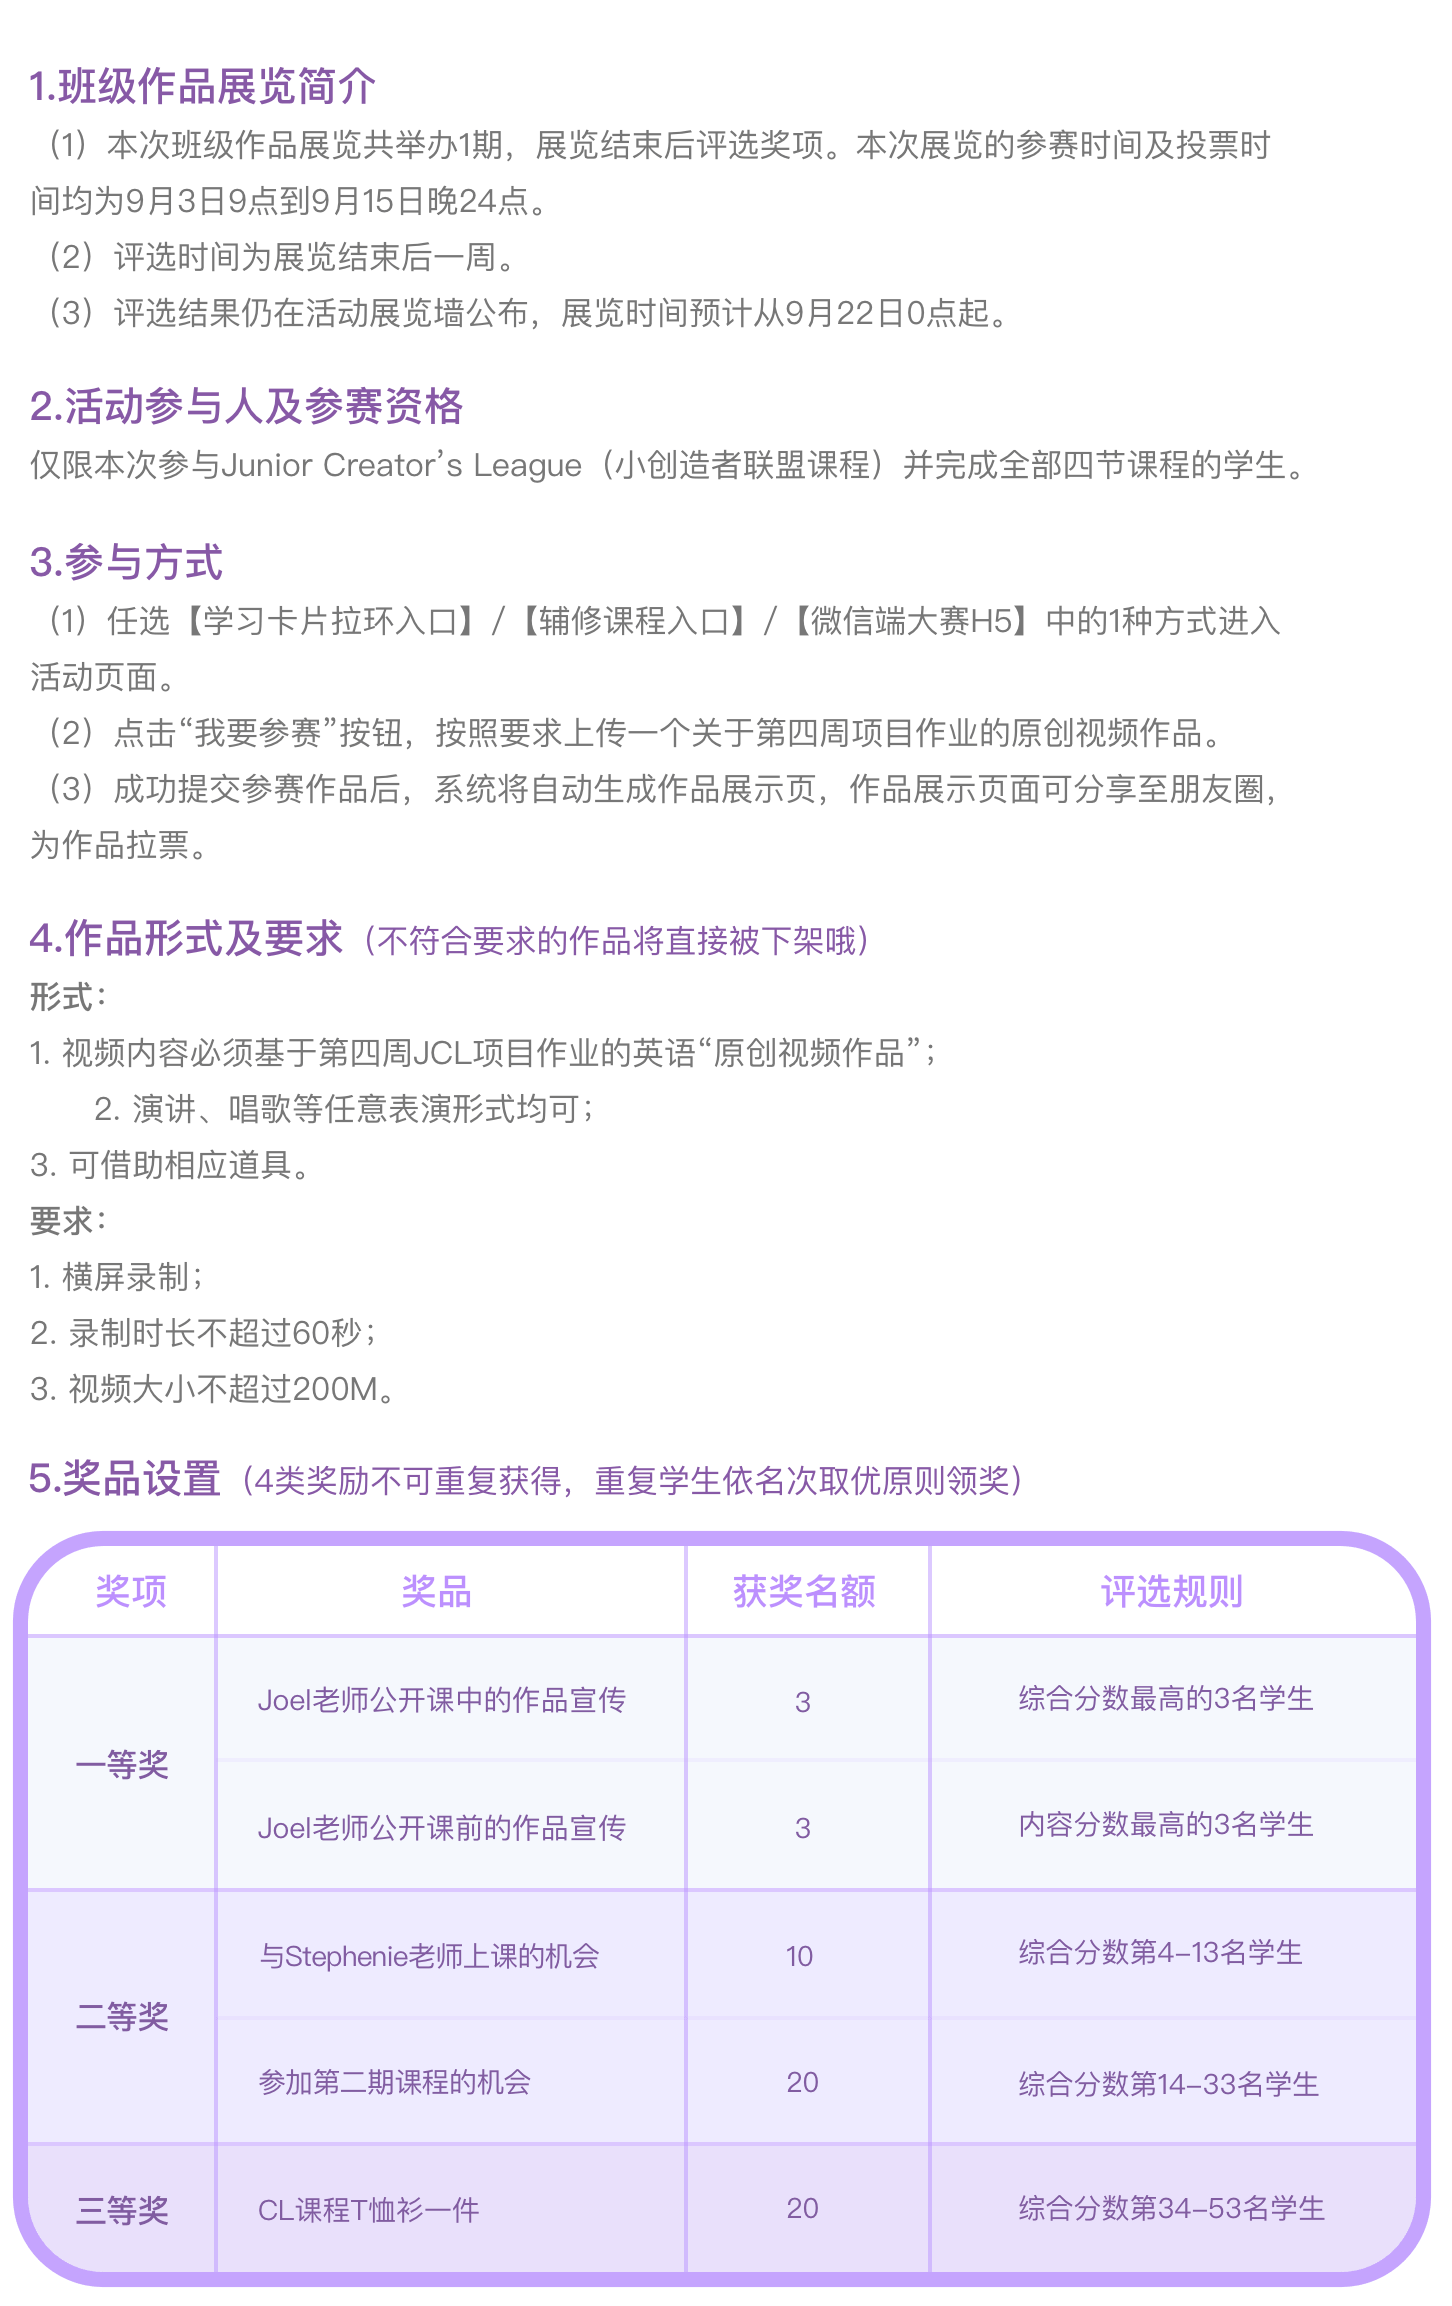 1.班级作品展览简介
（1）本次班级作品展览共举办1期，展览结束后评选奖项。本次展览的参赛时间及投票时
间均为9月3日9点到9月15日晚24点。
（2）评选时间为展览结束后一周。
（3）评选结果仍在活动展览墙公布，展览时间预计从9月22日0点起。
2.活动参与人及参赛资格
仅限本次参与Junior Creator’s League（小创造者联盟课程）并完成全部四节课程的学生。
3.参与方式
（1）任选【学习卡片拉环入口】/【辅修课程入口】/【微信端大赛H5】中的1种方式进入
活动页面。
（2）点击“我要参赛”按钮，按照要求上传一个关于第四周项目作业的原创视频作品。
（3）成功提交参赛作品后，系统将自动生成作品展示页，作品展示页面可分享至朋友圈，
为作品拉票。
4.作品形式及要求（不符合要求的作品将直接被下架哦）
形式：
1. 视频内容必须基于第四周JCL项目作业的英语“原创视频作品”；
2. 演讲、唱歌等任意表演形式均可；
3. 可借助相应道具。
要求：
1. 横屏录制；
2. 录制时长不超过60秒；
3. 视频大小不超过200M。
5.奖品设置（4类奖励不可重复获得，重复学生依名次取优原则领奖）
奖项 奖品 获奖名额 评选规则
一等奖
Joel老师公开课中的作品宣传 3 综合分数最高的3名学生
Joel老师公开课前的作品宣传 3 内容分数最高的3名学生
二等奖
与Stephenie老师上课的机会 10 综合分数第4–13名学生
参加第二期课程的机会 20 综合分数第14–33名学生
三等奖 CL课程T恤衫一件 20 综合分数第34–53名学生